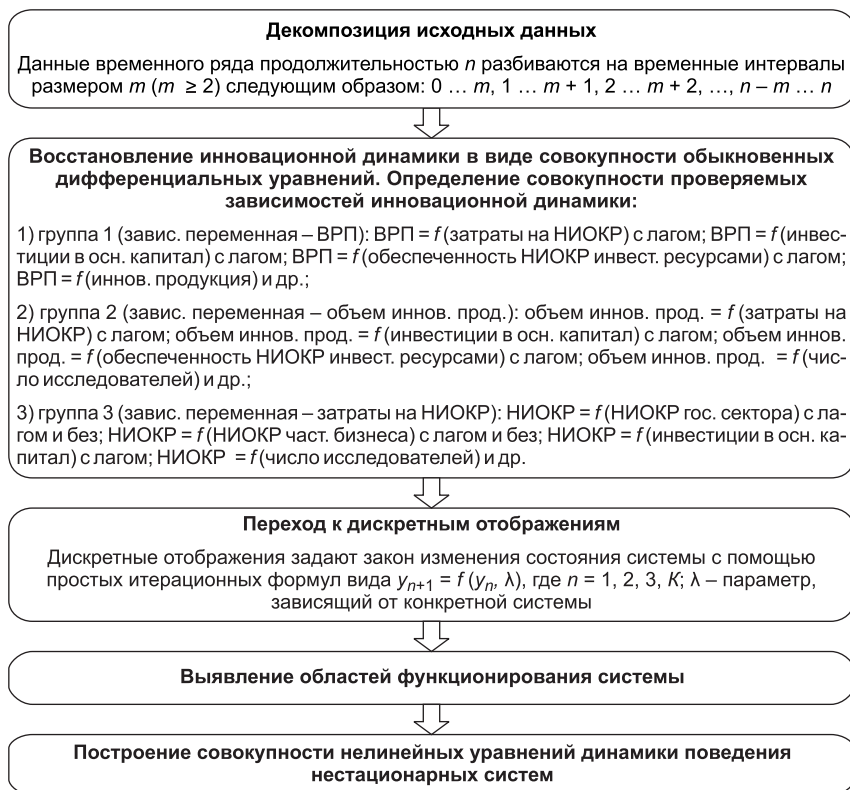 Декомпозиция исходных данных
Данные временного ряда продолжительностью n разбиваются на временные интервалы
размером m (m ≥ 2) следующим образом: 0 … m, 1 … m + 1, 2 … m + 2, …, n – m … n
Восстановление инновационной динамики в виде совокупности обыкновенных
дифференциальных уравнений. Определение совокупности проверяемых
зависимостей инновационной динамики:
1) группа 1 (завис. переменная – ВРП): ВРП = f (затраты на НИОКР) с лагом; ВРП = f (инвес-
тиции в осн. капитал) с лагом; ВРП = f (обеспеченность НИОКР инвест. ресурсами) с лагом;
ВРП = f (иннов. продукция) и др.;
2) группа 2 (завис. переменная – объем иннов. прод.): объем иннов. прод. = f (затраты на
НИОКР) с лагом; объем иннов. прод. = f (инвестиции в осн. капитал) с лагом; объем иннов.
прод. = f (обеспеченность НИОКР инвест. ресурсами) с лагом; объем иннов. прод. = f (чис-
ло исследователей) и др.;
3) группа 3 (завис. переменная – затраты на НИОКР): НИОКР = f (НИОКР гос. сектора) с ла-
гом и без; НИОКР = f (НИОКР част. бизнеса) с лагом и без; НИОКР = f (инвестиции в осн. ка-
питал) с лагом; НИОКР = f (число исследователей) и др.
Переход к дискретным отображениям
Дискретные отображения задают закон изменения состояния системы с помощью
простых итерационных формул вида yn+1 = f (yn, λ), где n = 1, 2, 3, К; λ – параметр,
зависящий от конкретной системы
Выявление областей функционирования системы
Построение совокупности нелинейных уравнений динамики поведения
нестационарных систем